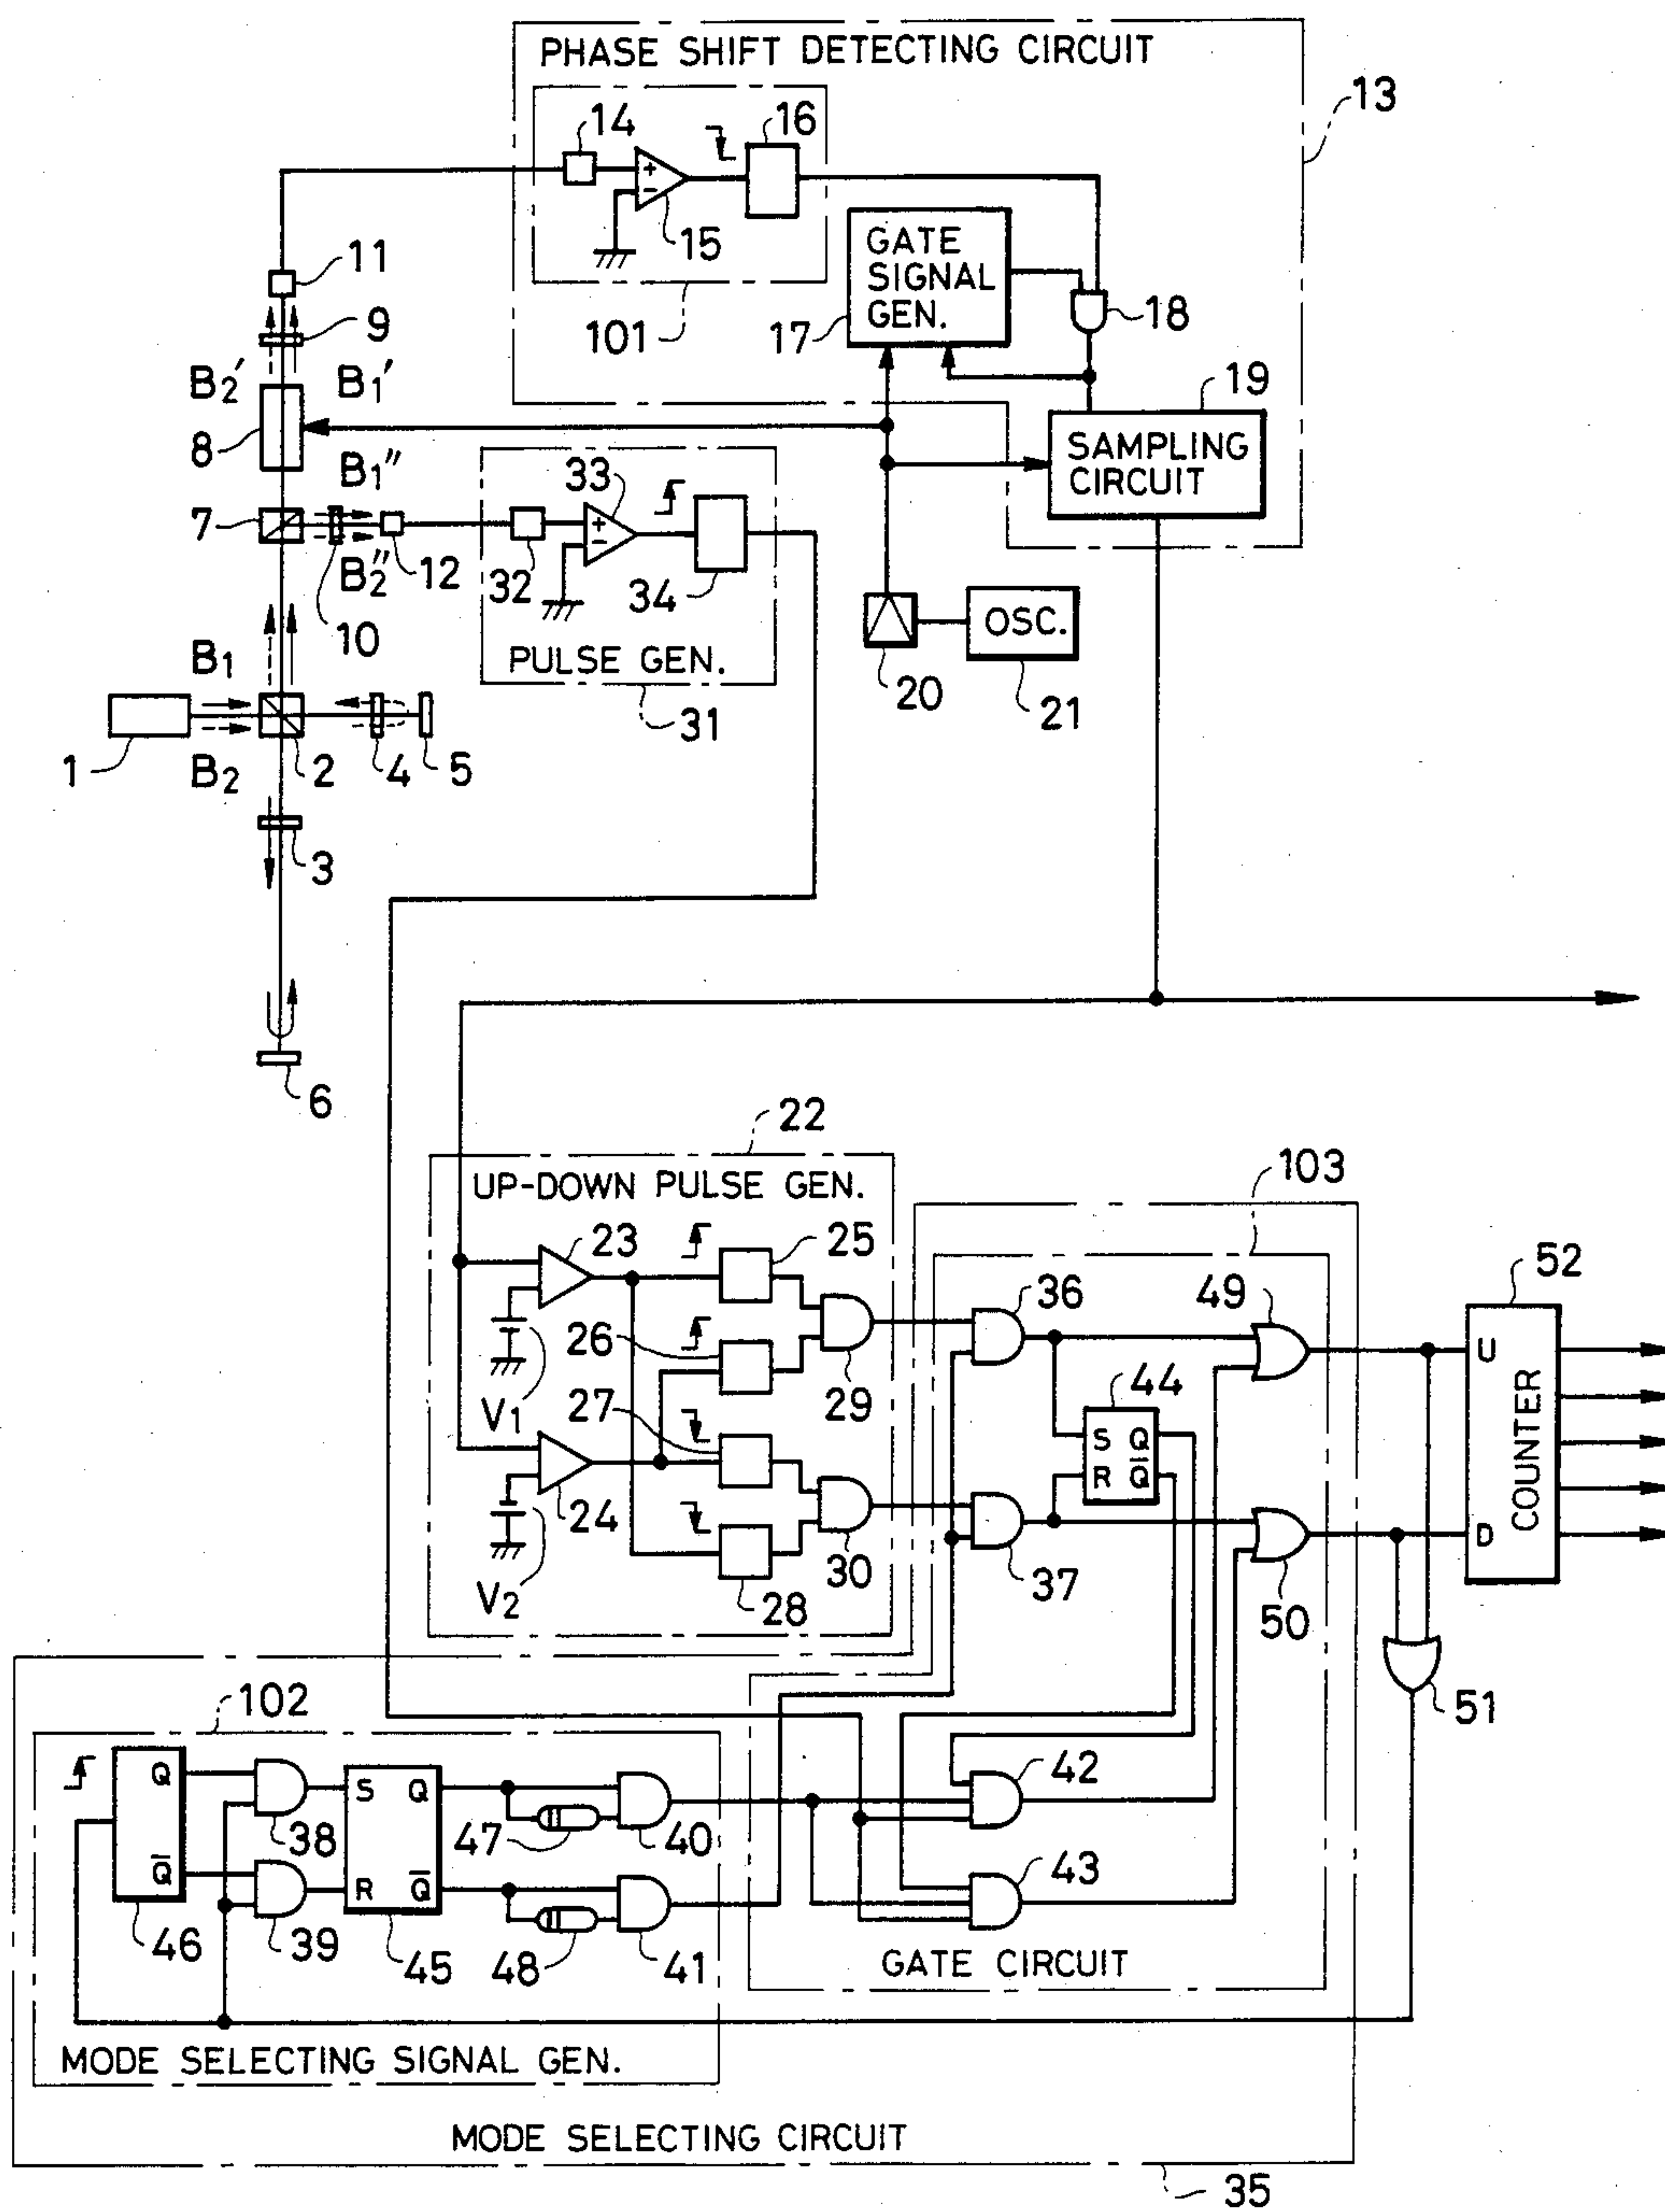 PHASE SHIFT DETECTING CIRCUIT
13
14
16
+
−
15
101
GATE
SIGNAL
GEN.
17
18
19
SAMPLING
CIRCUIT
11
9
B2′
B1′
8
B1″
7
B2″
12
10
33
+
−
32
34
PULSE GEN.
31
OSC.
20
21
B1
B2
1
2
4
5
3
6
22
UP-DOWN PULSE GEN.
103
23
25
V1
26
29
27
24
V2
28
30
36
49
52
44
S Q
R Q̅
37
50
U
COUNTER
D
51
102
Q
Q̅
46
38
39
S Q
R Q̅
45
47
40
48
41
42
43
GATE CIRCUIT
MODE SELECTING SIGNAL GEN.
MODE SELECTING CIRCUIT
35